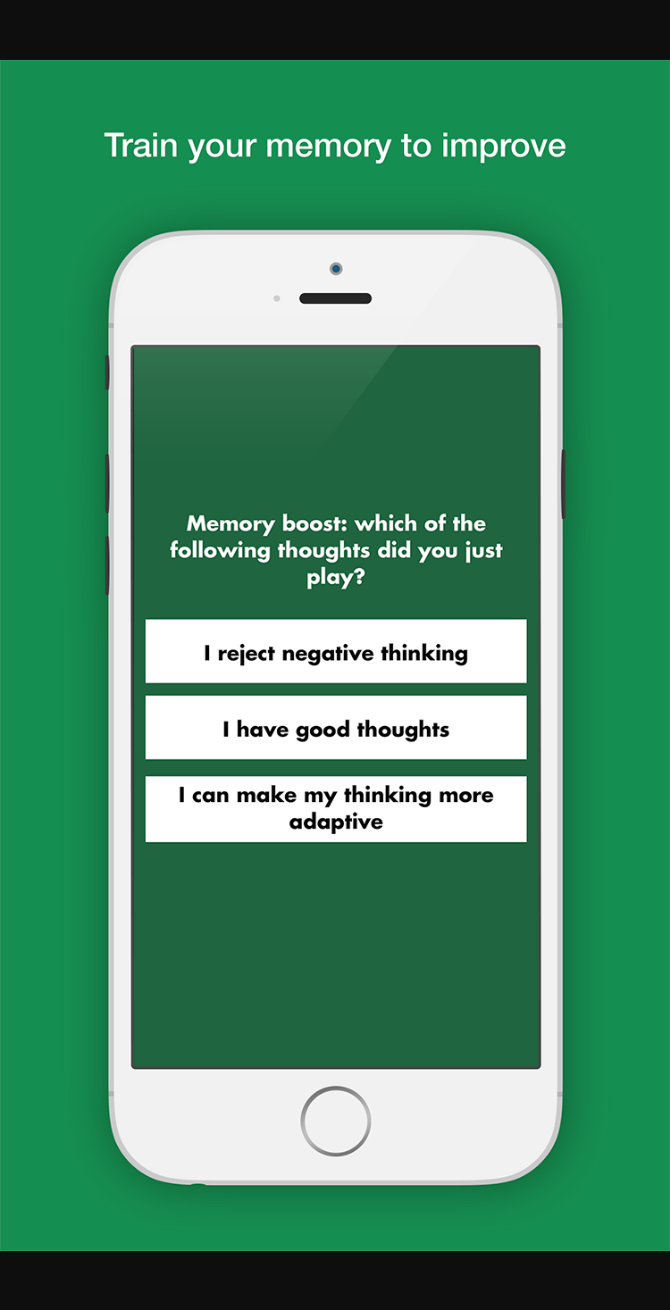 Train your memory to improve
Memory boost: which of the
following thoughts did you just
play?
I reject negative thinking
I have good thoughts
I can make my thinking more
adaptive